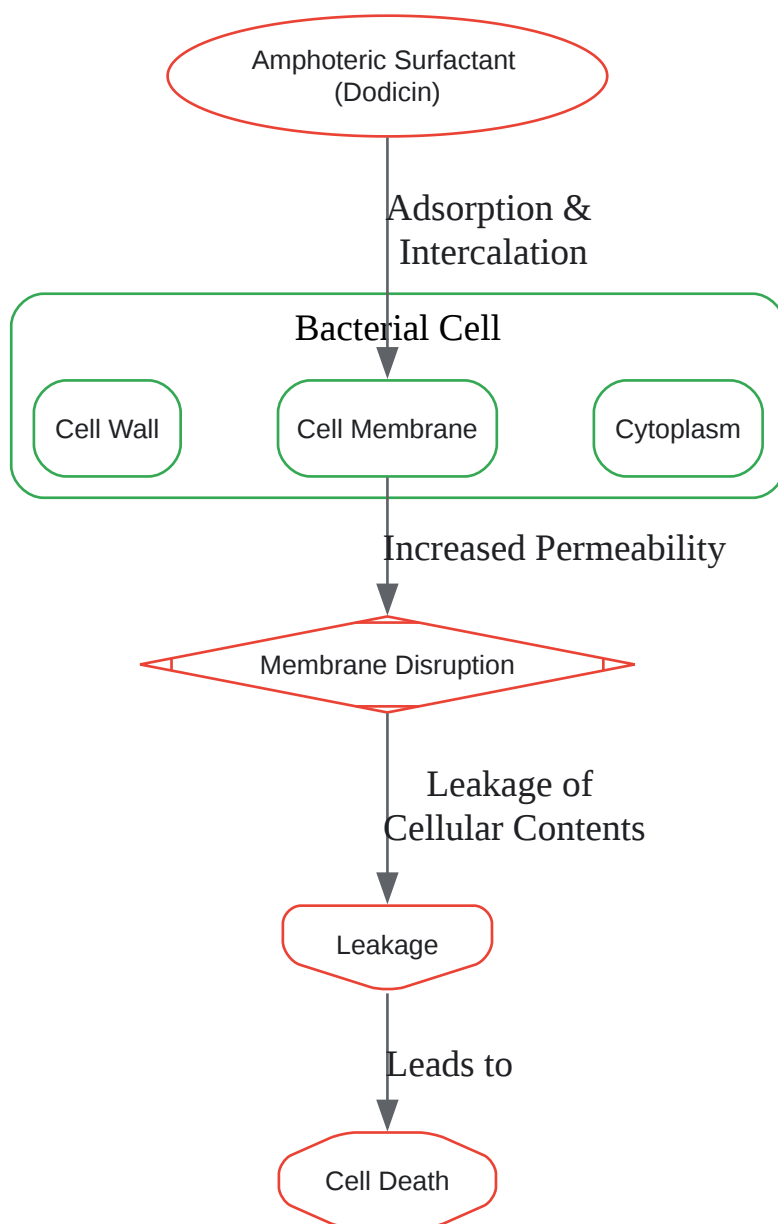 Amphoteric Surfactant
(Dodicin)
Adsorption &
Intercalation
Bacterial Cell
Cell Wall
Cell Membrane
Cytoplasm
Increased Permeability
Membrane Disruption
Leakage of
Cellular Contents
Leakage
Leads to
Cell Death